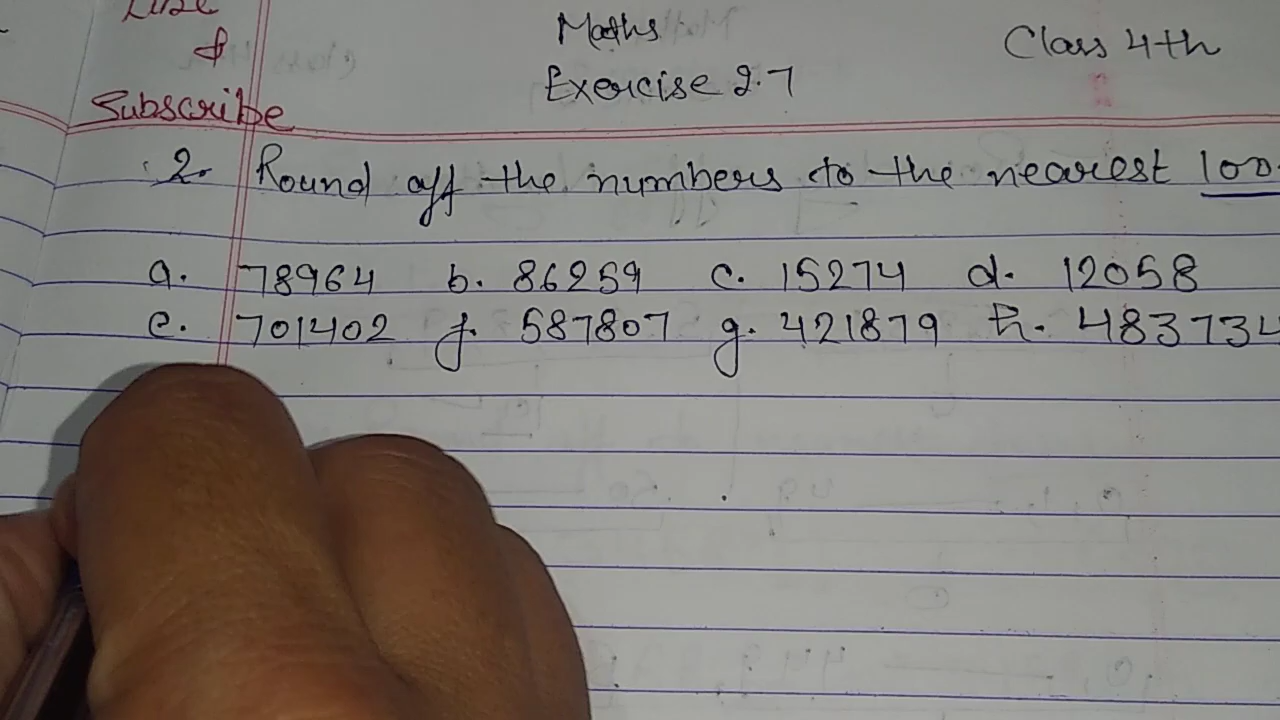 Maths
Class 4th
&
Exercise 2.7
Subscribe
2. Round off the numbers to the nearest 100.
a. 78964 b. 86259 c. 15274 d. 12058
e. 701402 f. 587807 g. 421879 h. 483734